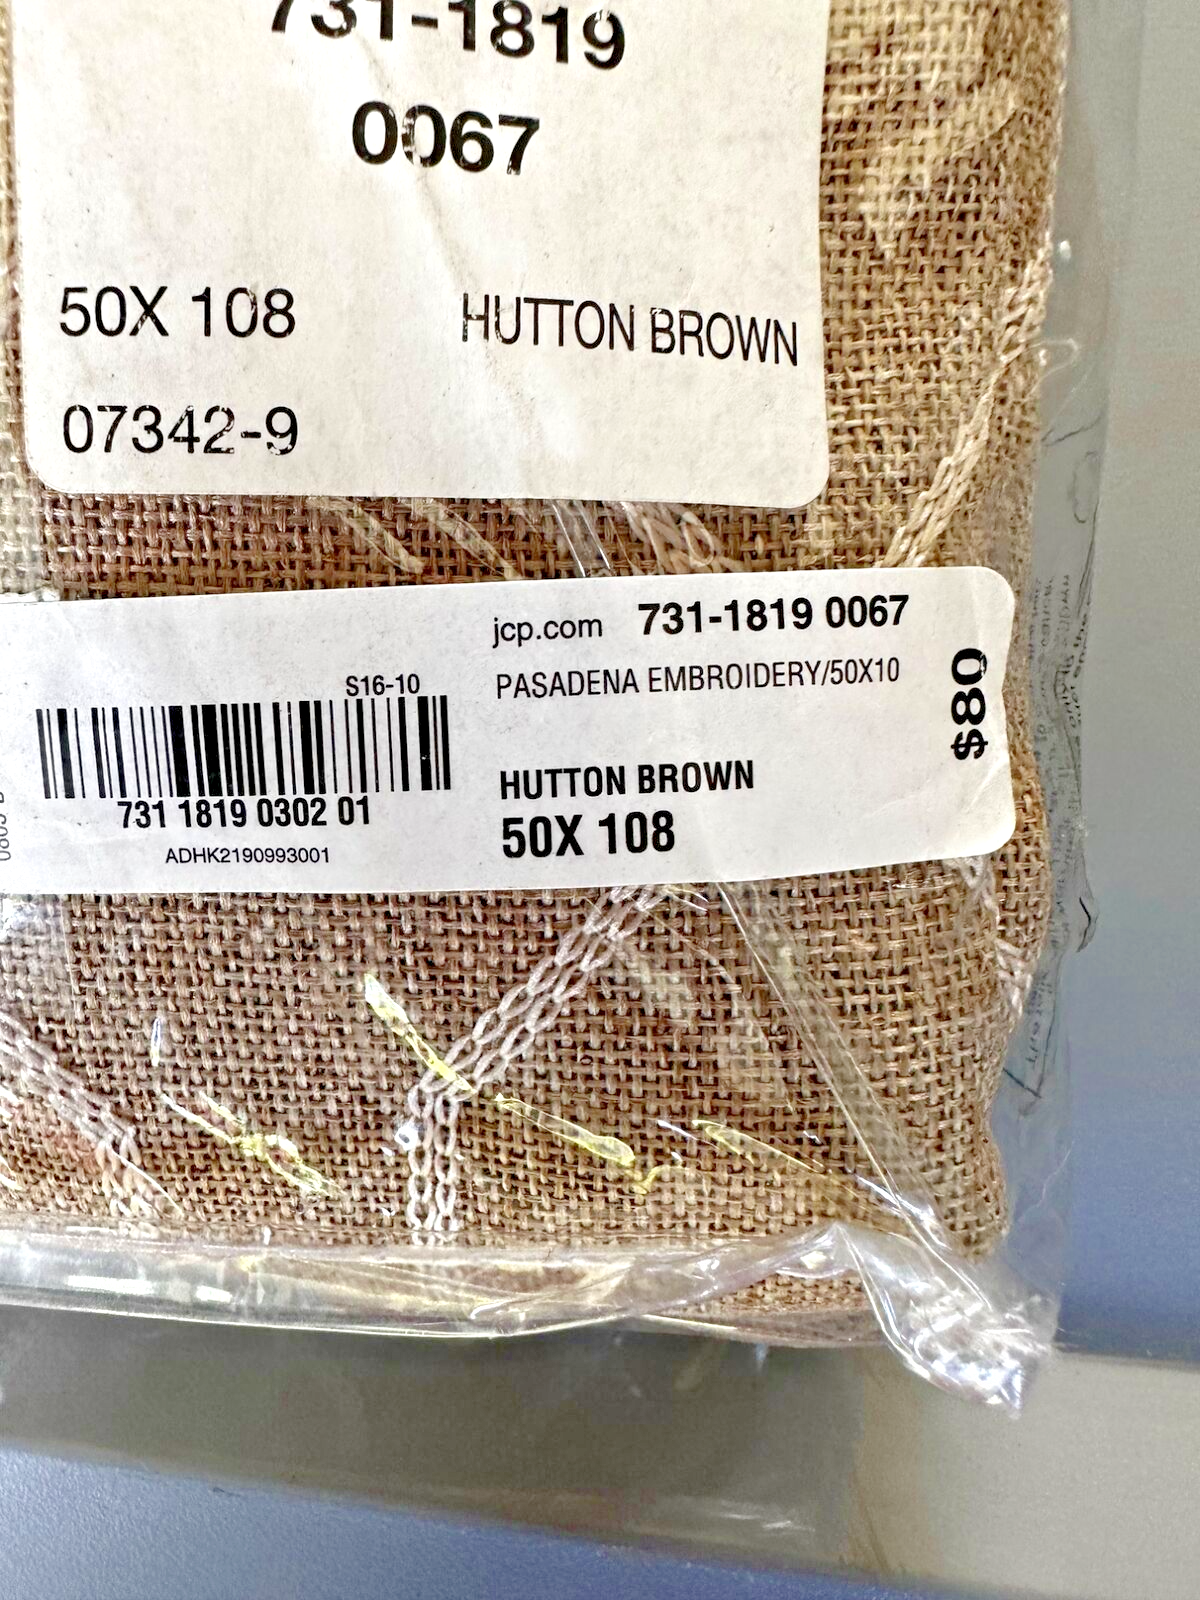 731-1819
0067
50X 108 HUTTON BROWN
07342-9
jcp.com 731-1819 0067
S16-10 PASADENA EMBROIDERY/50X10
$80
HUTTON BROWN
731 1819 0302 01 50X 108
ADHK2190993001